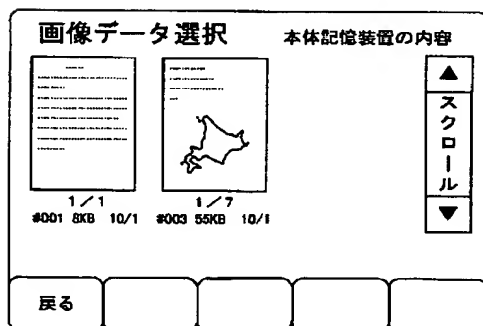 画像データ選択
本体記憶装置の内容
▲
スクロール
▼
1/1
#001 8KB 10/1
1/7
#003 55KB 10/1
戻る